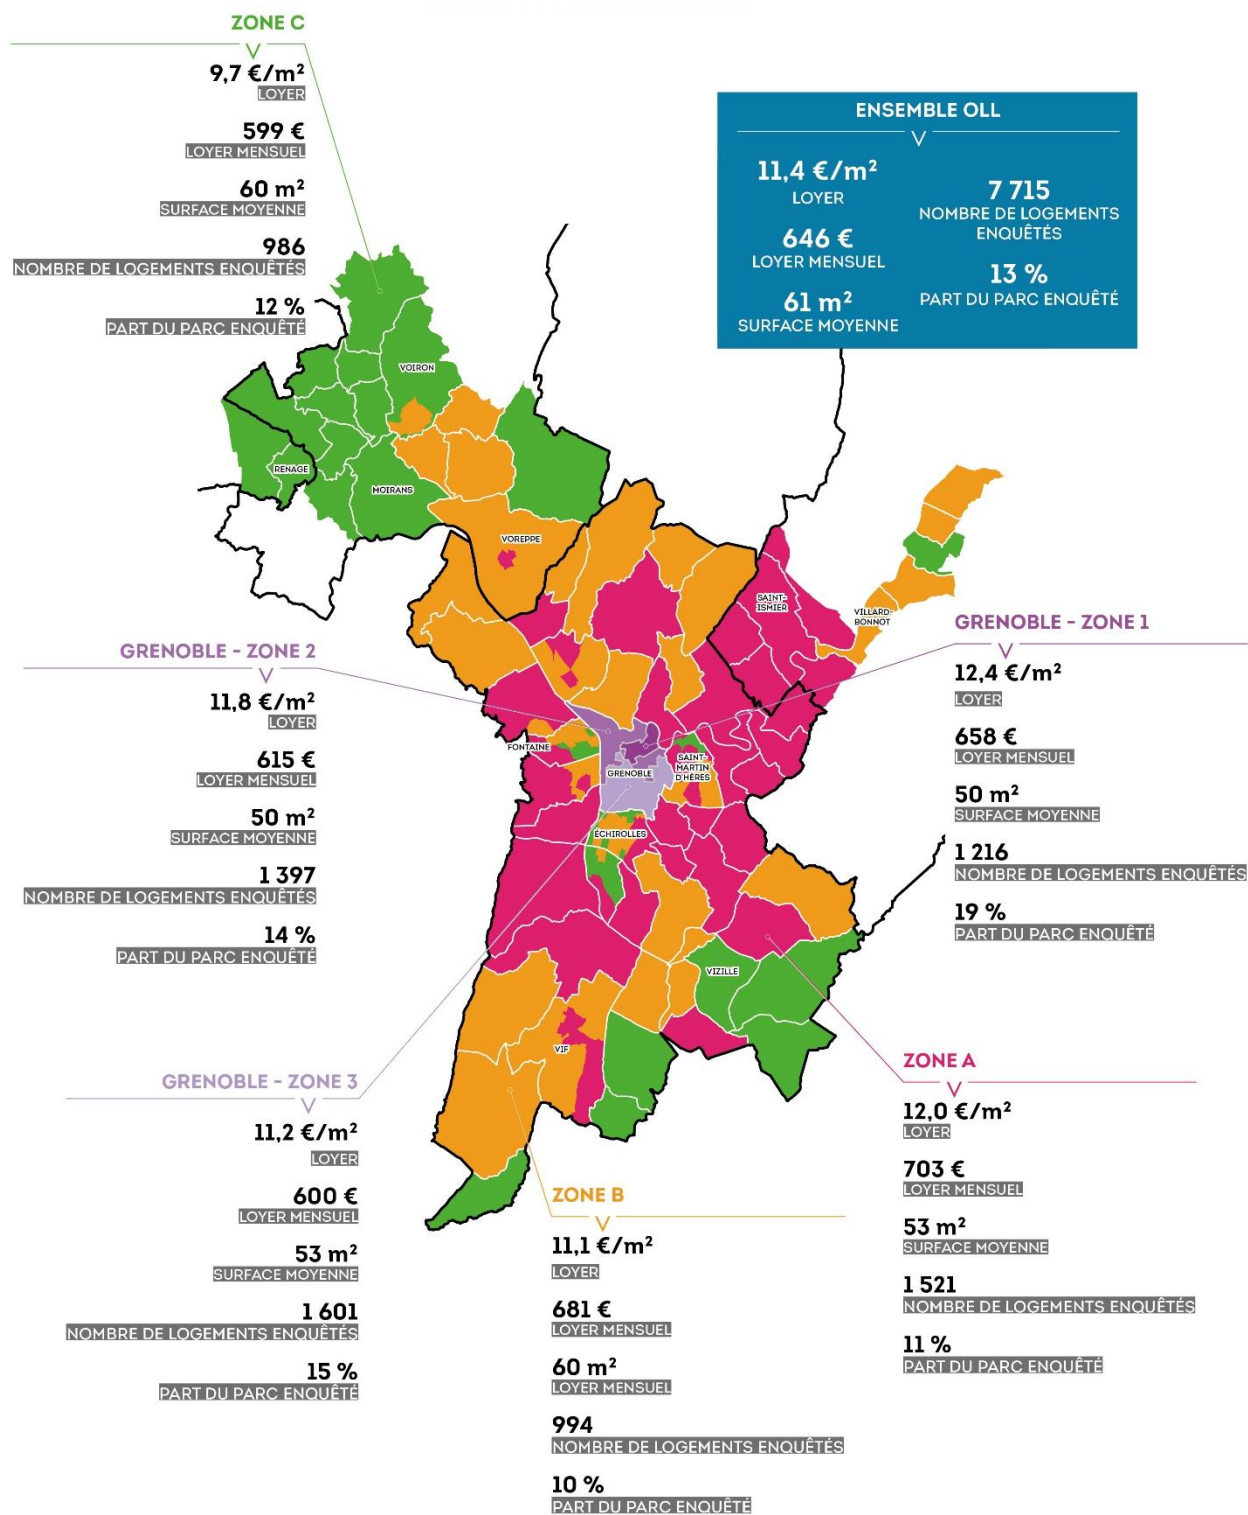 ZONE C
9,7 €/m²
LOYER
599 €
LOYER MENSUEL
60 m²
SURFACE MOYENNE
986
NOMBRE DE LOGEMENTS ENQUÊTÉS
12 %
PART DU PARC ENQUÊTÉ
ENSEMBLE OLL
11,4 €/m²
LOYER
646 €
LOYER MENSUEL
61 m²
SURFACE MOYENNE
7 715
NOMBRE DE LOGEMENTS
ENQUÊTÉS
13 %
PART DU PARC ENQUÊTÉ
VOIRON
RENAGE
MOIRANS
VOREPPE
SAINT-
ISMIER
VILLARD-
BONNOT
FONTAINE
GRENOBLE
SAINT-
MARTIN
D'HÈRES
ÉCHIROLLES
VIZILLE
VIF
GRENOBLE - ZONE 2
11,8 €/m²
LOYER
615 €
LOYER MENSUEL
50 m²
SURFACE MOYENNE
1 397
NOMBRE DE LOGEMENTS ENQUÊTÉS
14 %
PART DU PARC ENQUÊTÉ
GRENOBLE - ZONE 1
12,4 €/m²
LOYER
658 €
LOYER MENSUEL
50 m²
SURFACE MOYENNE
1 216
NOMBRE DE LOGEMENTS ENQUÊTÉS
19 %
PART DU PARC ENQUÊTÉ
GRENOBLE - ZONE 3
11,2 €/m²
LOYER
600 €
LOYER MENSUEL
53 m²
SURFACE MOYENNE
1 601
NOMBRE DE LOGEMENTS ENQUÊTÉS
15 %
PART DU PARC ENQUÊTÉ
ZONE B
11,1 €/m²
LOYER
681 €
LOYER MENSUEL
60 m²
LOYER MENSUEL
994
NOMBRE DE LOGEMENTS ENQUÊTÉS
10 %
PART DU PARC ENQUÊTÉ
ZONE A
12,0 €/m²
LOYER
703 €
LOYER MENSUEL
53 m²
SURFACE MOYENNE
1 521
NOMBRE DE LOGEMENTS ENQUÊTÉS
11 %
PART DU PARC ENQUÊTÉ